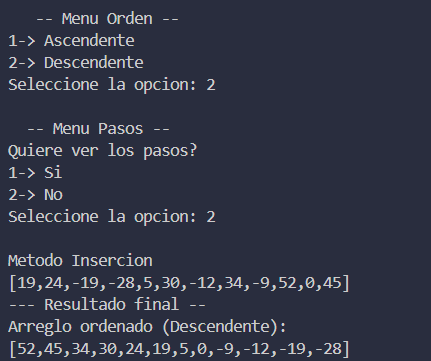 -- Menu Orden --
1-> Ascendente
2-> Descendente
Seleccione la opcion: 2
-- Menu Pasos --
Quiere ver los pasos?
1-> Si
2-> No
Seleccione la opcion: 2
Metodo Insercion
[19,24,-19,-28,5,30,-12,34,-9,52,0,45]
--- Resultado final --
Arreglo ordenado (Descendente):
[52,45,34,30,24,19,5,0,-9,-12,-19,-28]